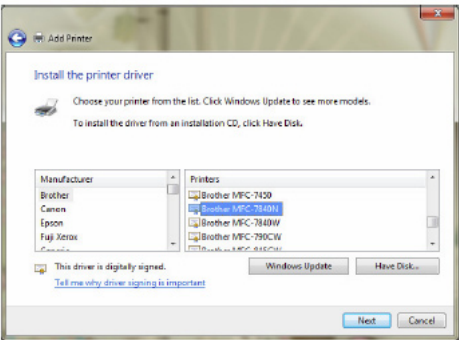 Add Printer
Install the printer driver
Choose your printer from the list. Click Windows Update to see more models.
To install the driver from an installation CD, click Have Disk.
Manufacturer
Brother
Canon
Epson
Fuji Xerox
Printers
Brother MFC-7450
Brother MFC-7840N
Brother MFC-7840W
Brother MFC-790CW
This driver is digitally signed.
Tell me why driver signing is important
Windows Update
Have Disk...
Next
Cancel